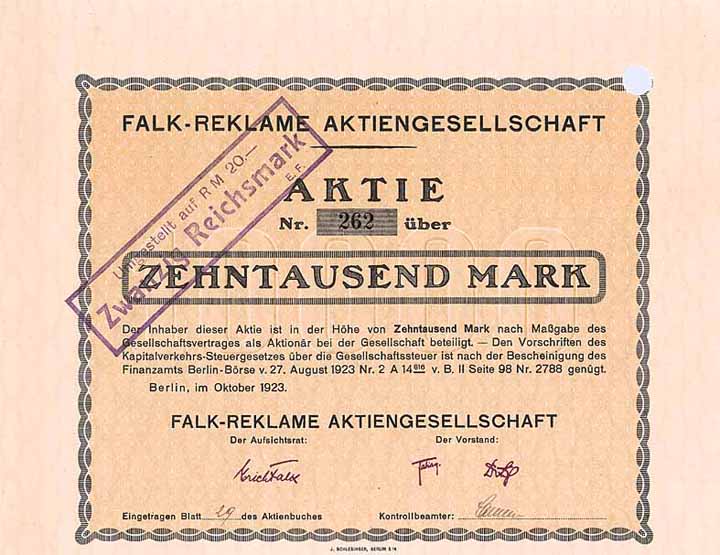 FALK-REKLAME AKTIENGESELLSCHAFT
AKTIE
Nr. 262 über
ZEHNTAUSEND MARK
Umgestellt auf RM 20.—
Zwanzig Reichsmark
E.F.
Der Inhaber dieser Aktie ist in der Höhe von Zehntausend Mark nach Maßgabe des
Gesellschaftsvertrages als Aktionär bei der Gesellschaft beteiligt. — Den Vorschriften des
Kapitalverkehrs-Steuergesetzes über die Gesellschaftssteuer ist nach der Bescheinigung des
Finanzamts Berlin-Börse v. 27. August 1923 Nr. 2 A 14 616 v. B. II Seite 98 Nr. 2788 genügt.
Berlin, im Oktober 1923.
FALK-REKLAME AKTIENGESELLSCHAFT
Der Aufsichtsrat: Der Vorstand:
Erich Falk
Eingetragen Blatt 29 des Aktienbuches Kontrollbeamter:
J. SCHLESINGER, BERLIN